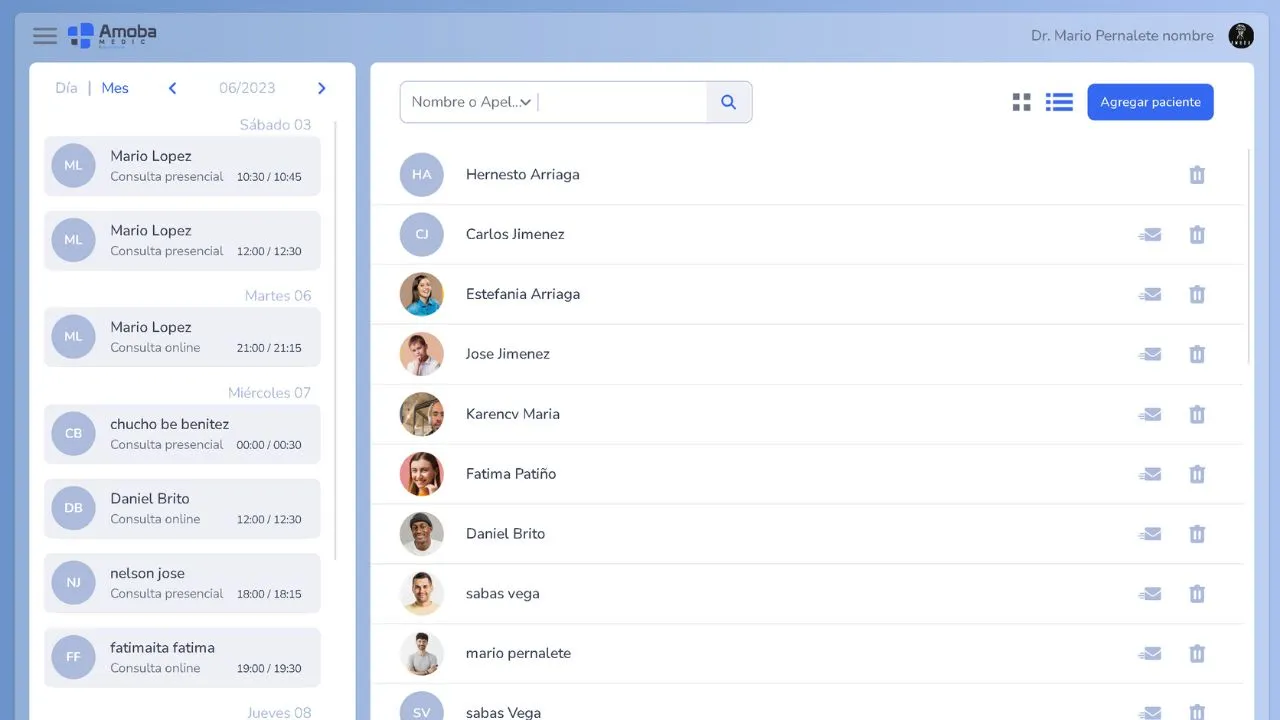 Amoba
MEDIC
Dr. Mario Pernalete nombre
Día | Mes
06/2023
Sábado 03
ML
Mario Lopez
Consulta presencial 10:30 / 10:45
ML
Mario Lopez
Consulta presencial 12:00 / 12:30
Martes 06
ML
Mario Lopez
Consulta online 21:00 / 21:15
Miércoles 07
CB
chucho be benitez
Consulta presencial 00:00 / 00:30
DB
Daniel Brito
Consulta online 12:00 / 12:30
NJ
nelson jose
Consulta presencial 18:00 / 18:15
FF
fatimaita fatima
Consulta online 19:00 / 19:30
Jueves 08
Nombre o Apel...
Agregar paciente
HA Hernesto Arriaga
CJ Carlos Jimenez
Estefania Arriaga
Jose Jimenez
Karencv Maria
Fatima Patiño
Daniel Brito
sabas vega
mario pernalete
SV sabas Vega